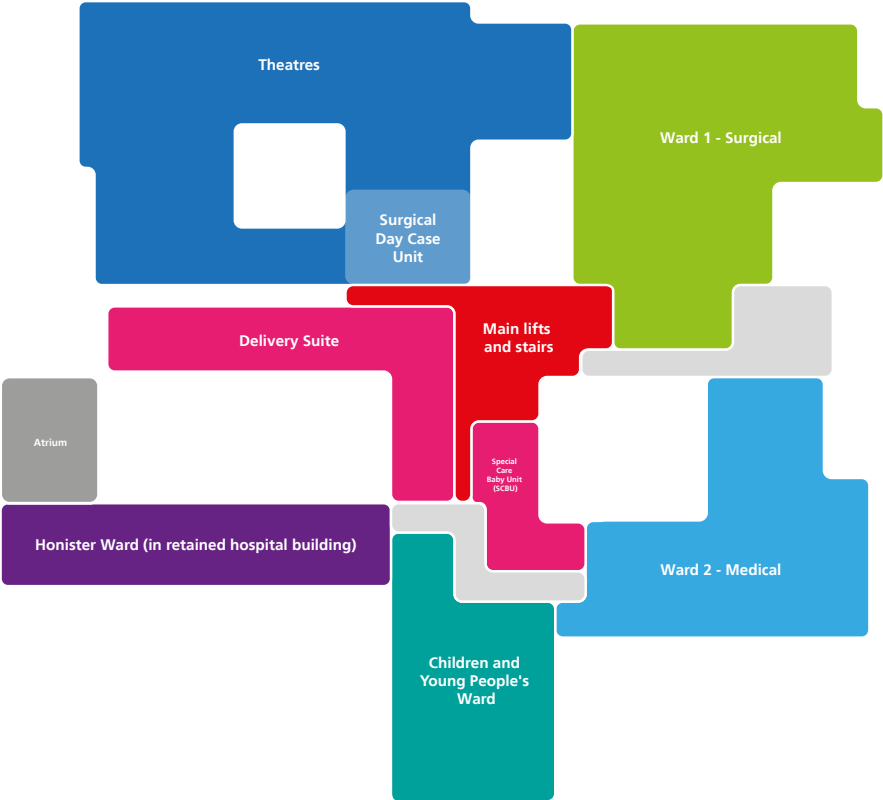 Theatres
Ward 1 - Surgical
Surgical
Day Case
Unit
Main lifts
and stairs
Delivery Suite
Atrium
Special
Care
Baby Unit
(SCBU)
Honister Ward (in retained hospital building)
Ward 2 - Medical
Children and
Young People's
Ward